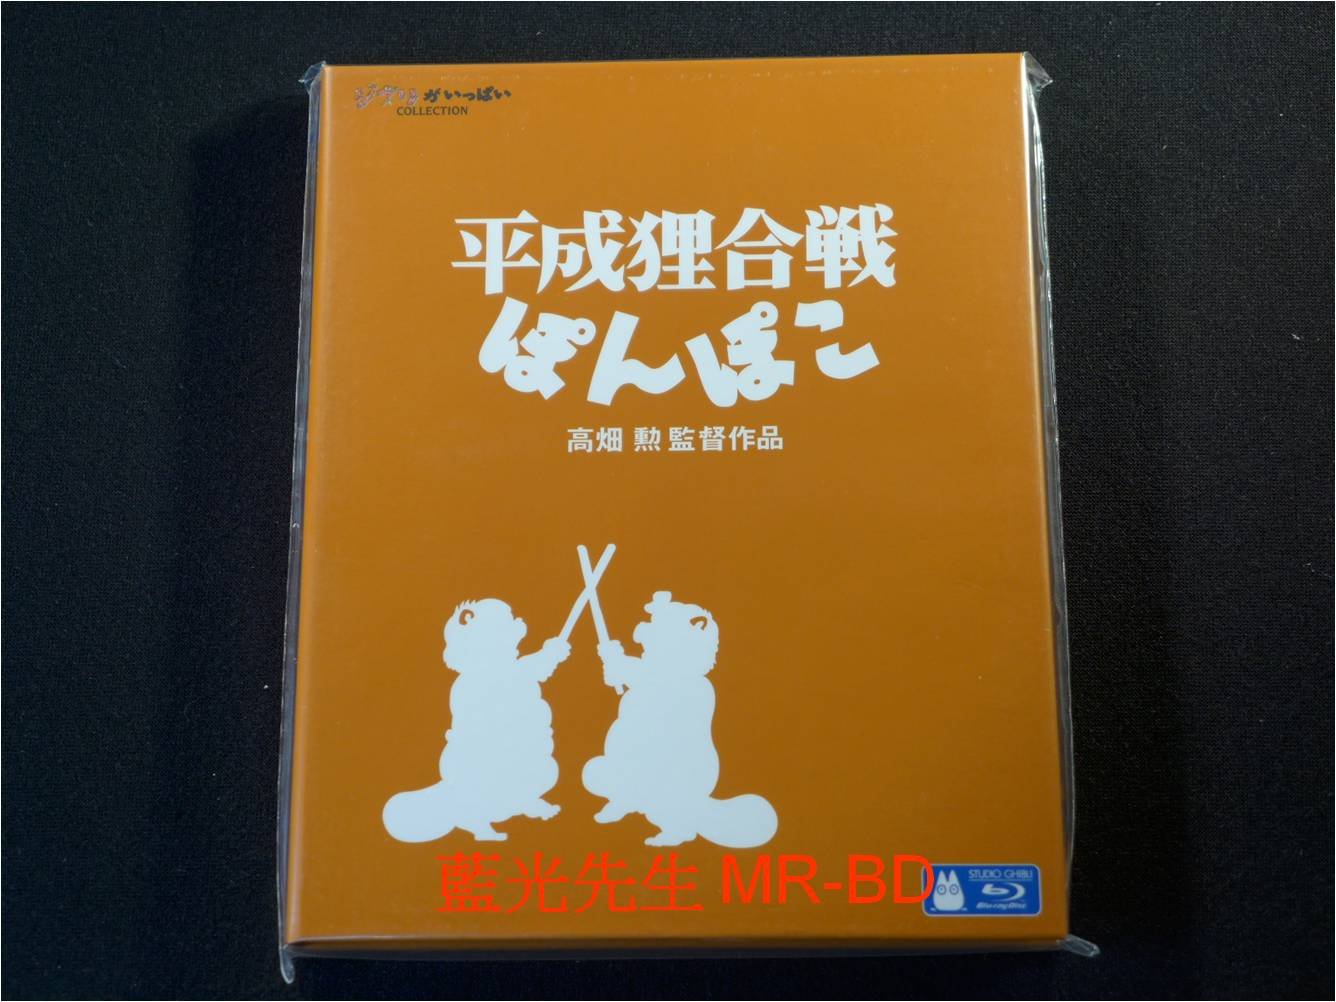 ジブリがいっぱい
COLLECTION
平成狸合戦
ぽんぽこ
高畑 勲 監督作品
藍光先生 MR-BD
STUDIO GHIBLI
Blu-ray Disc